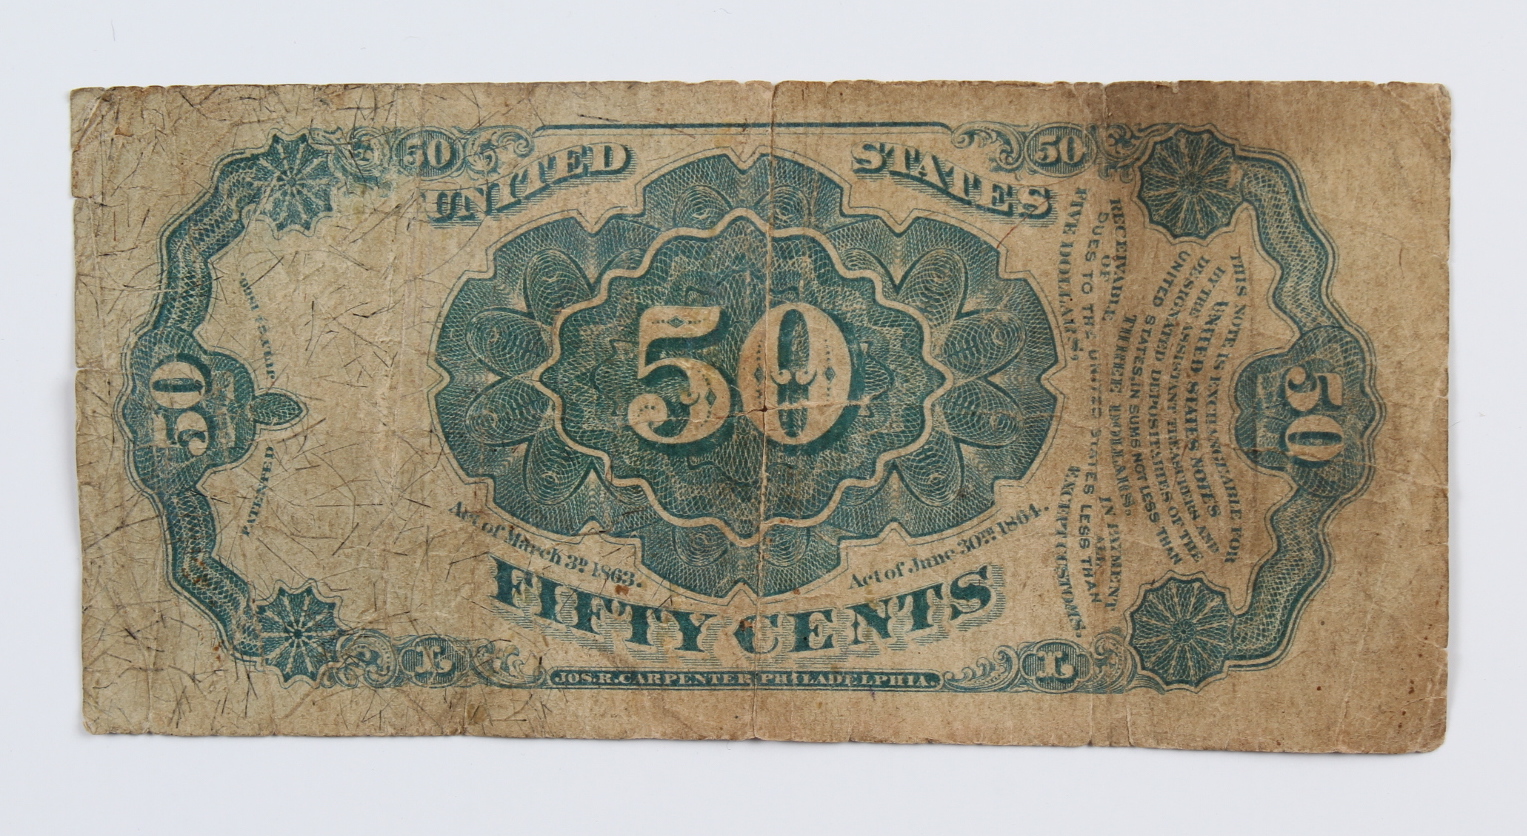 50 50
UNITED STATES
50
50
50
PATENTED
Act of March 3D 1863. Act of June 30TH 1864.
FIFTY CENTS
L L
JOS.R.CARPENTER PHILADELPHIA.
THIS NOTE IS EXCHANGEABLE FOR
UNITED STATES NOTES
BY THE ASSISTANT TREASURERS AND
DESIGNATED DEPOSITARIES OF THE
UNITED STATES, IN SUMS NOT LESS THAN
THREE DOLLARS.
RECEIVABLE IN PAYMENT
OF ALL
DUES TO THE UNITED STATES LESS THAN
FIVE DOLLARS, EXCEPT CUSTOMS.